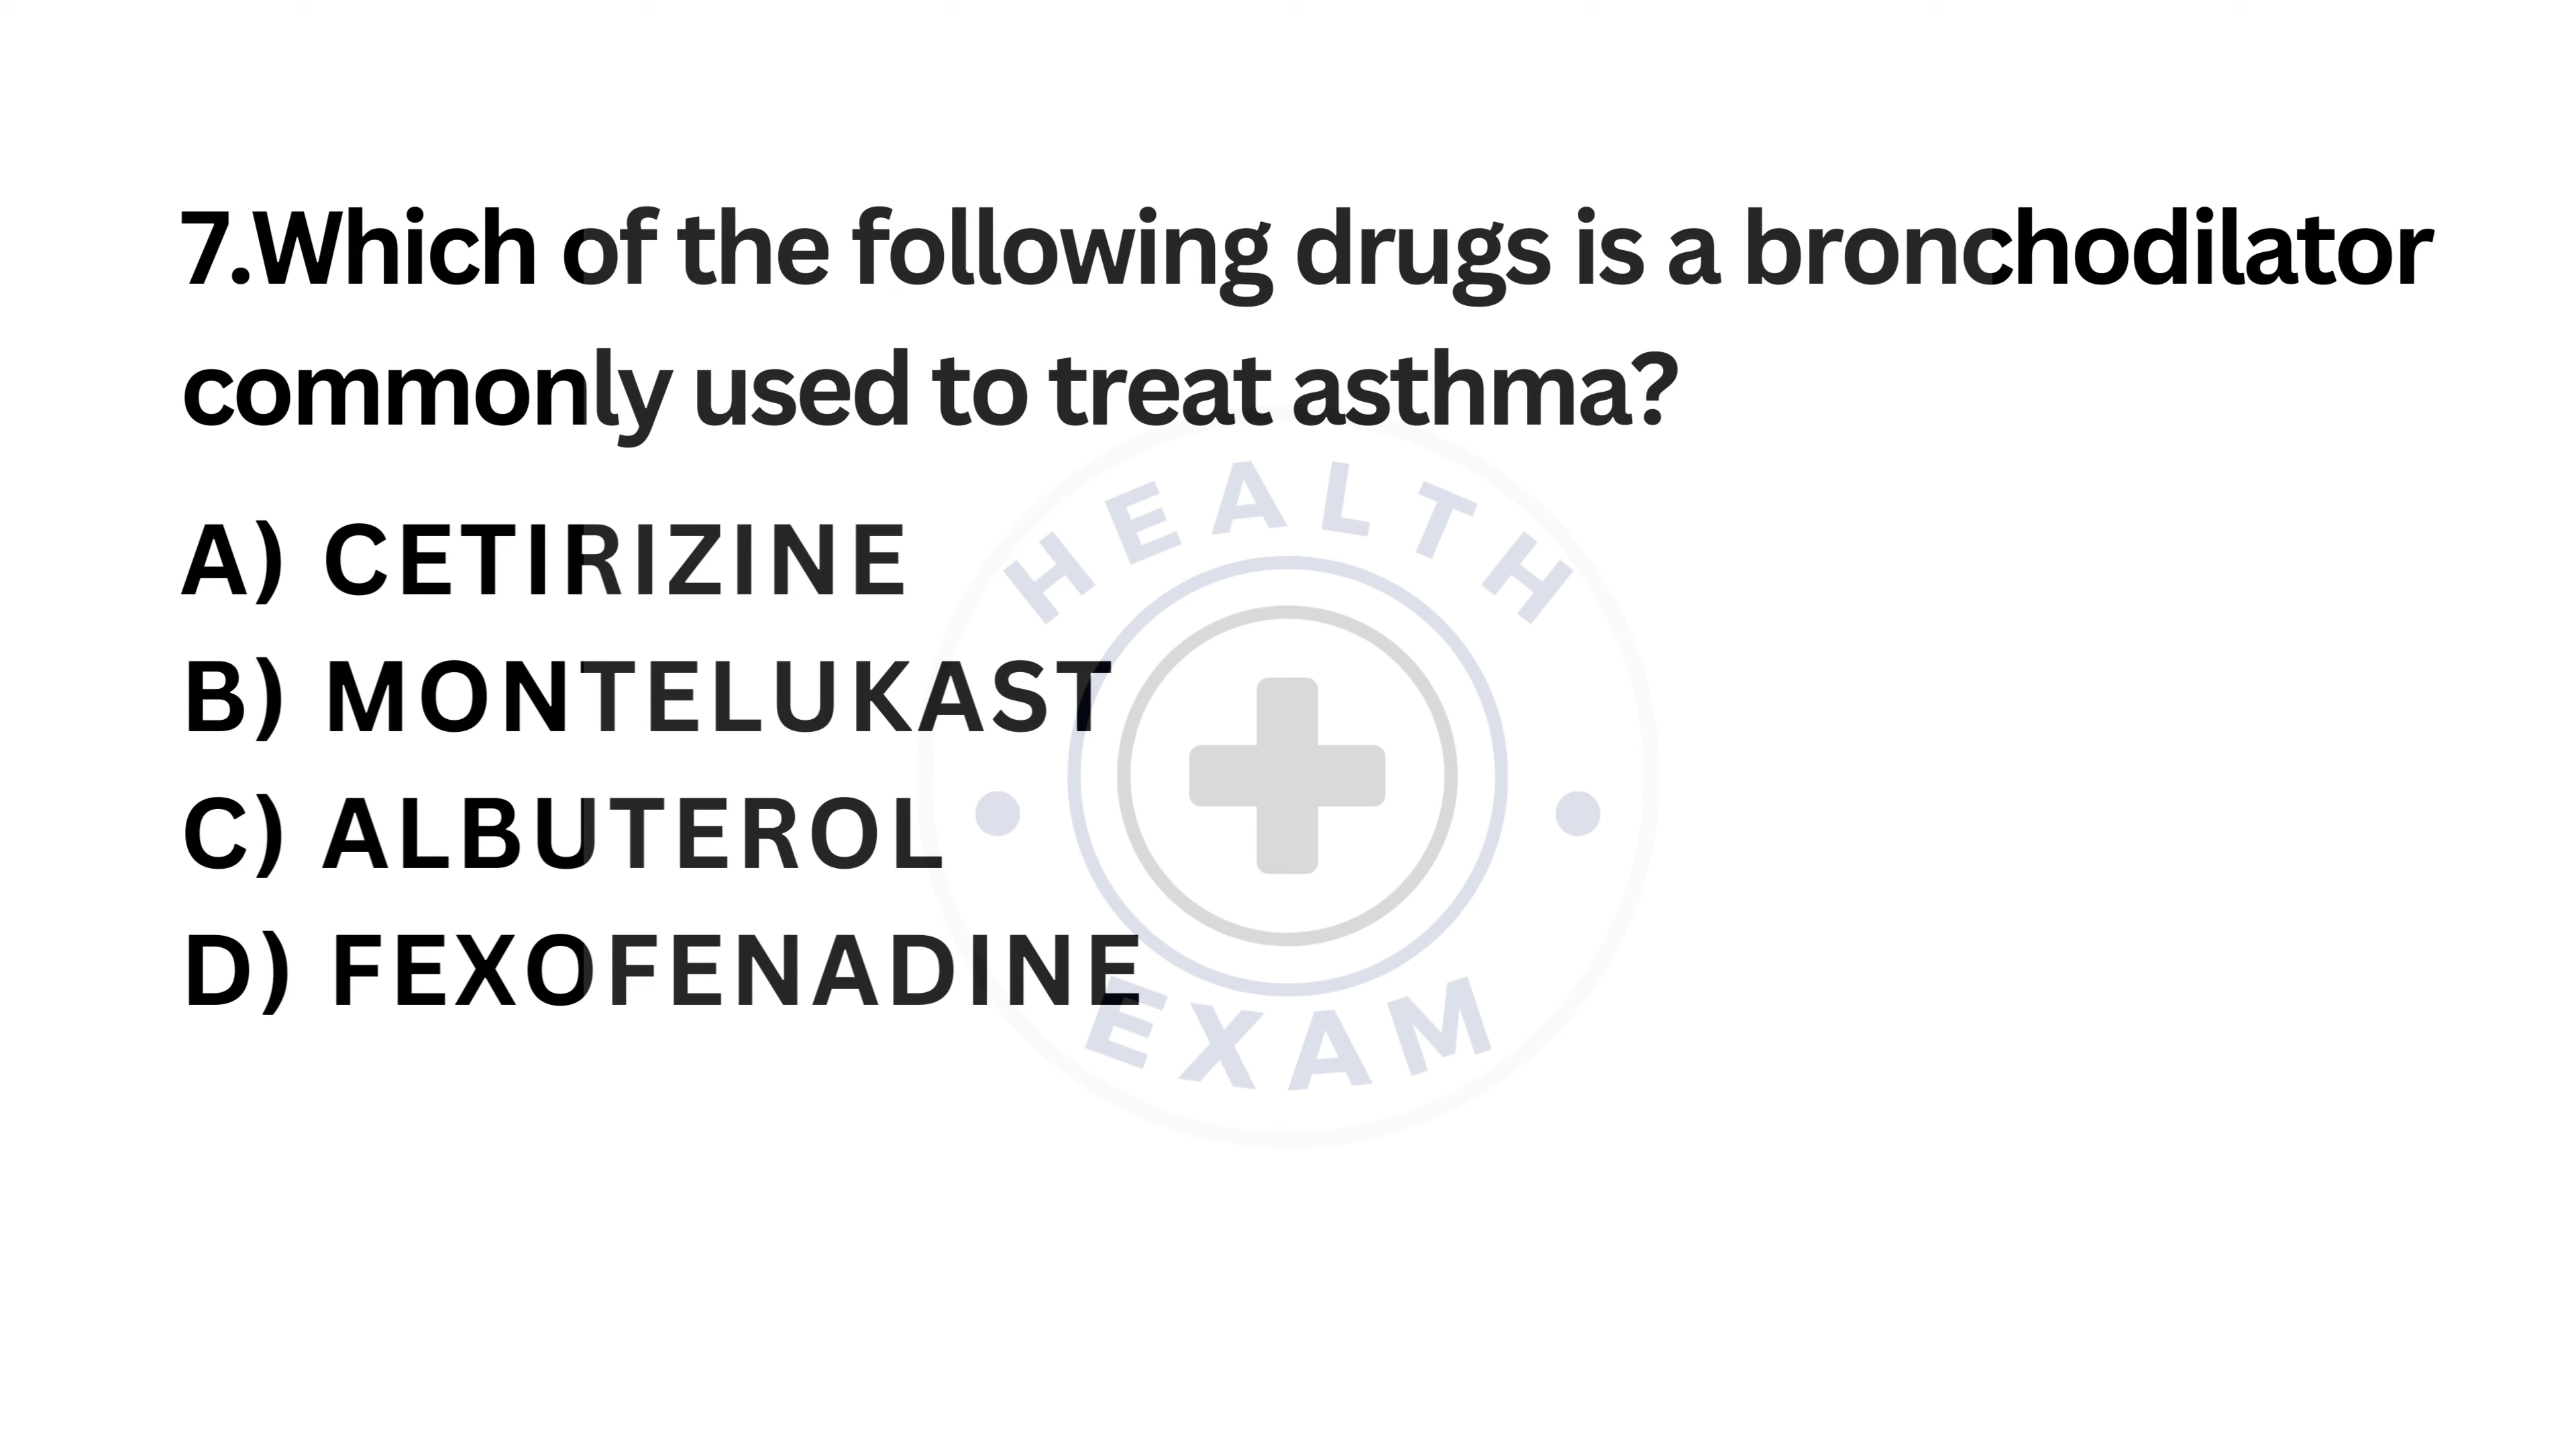 7.Which of the following drugs is a bronchodilator
commonly used to treat asthma?
A) CETIRIZINE
B) MONTELUKAST
C) ALBUTEROL
D) FEXOFENADINE
HEALTH
EXAM